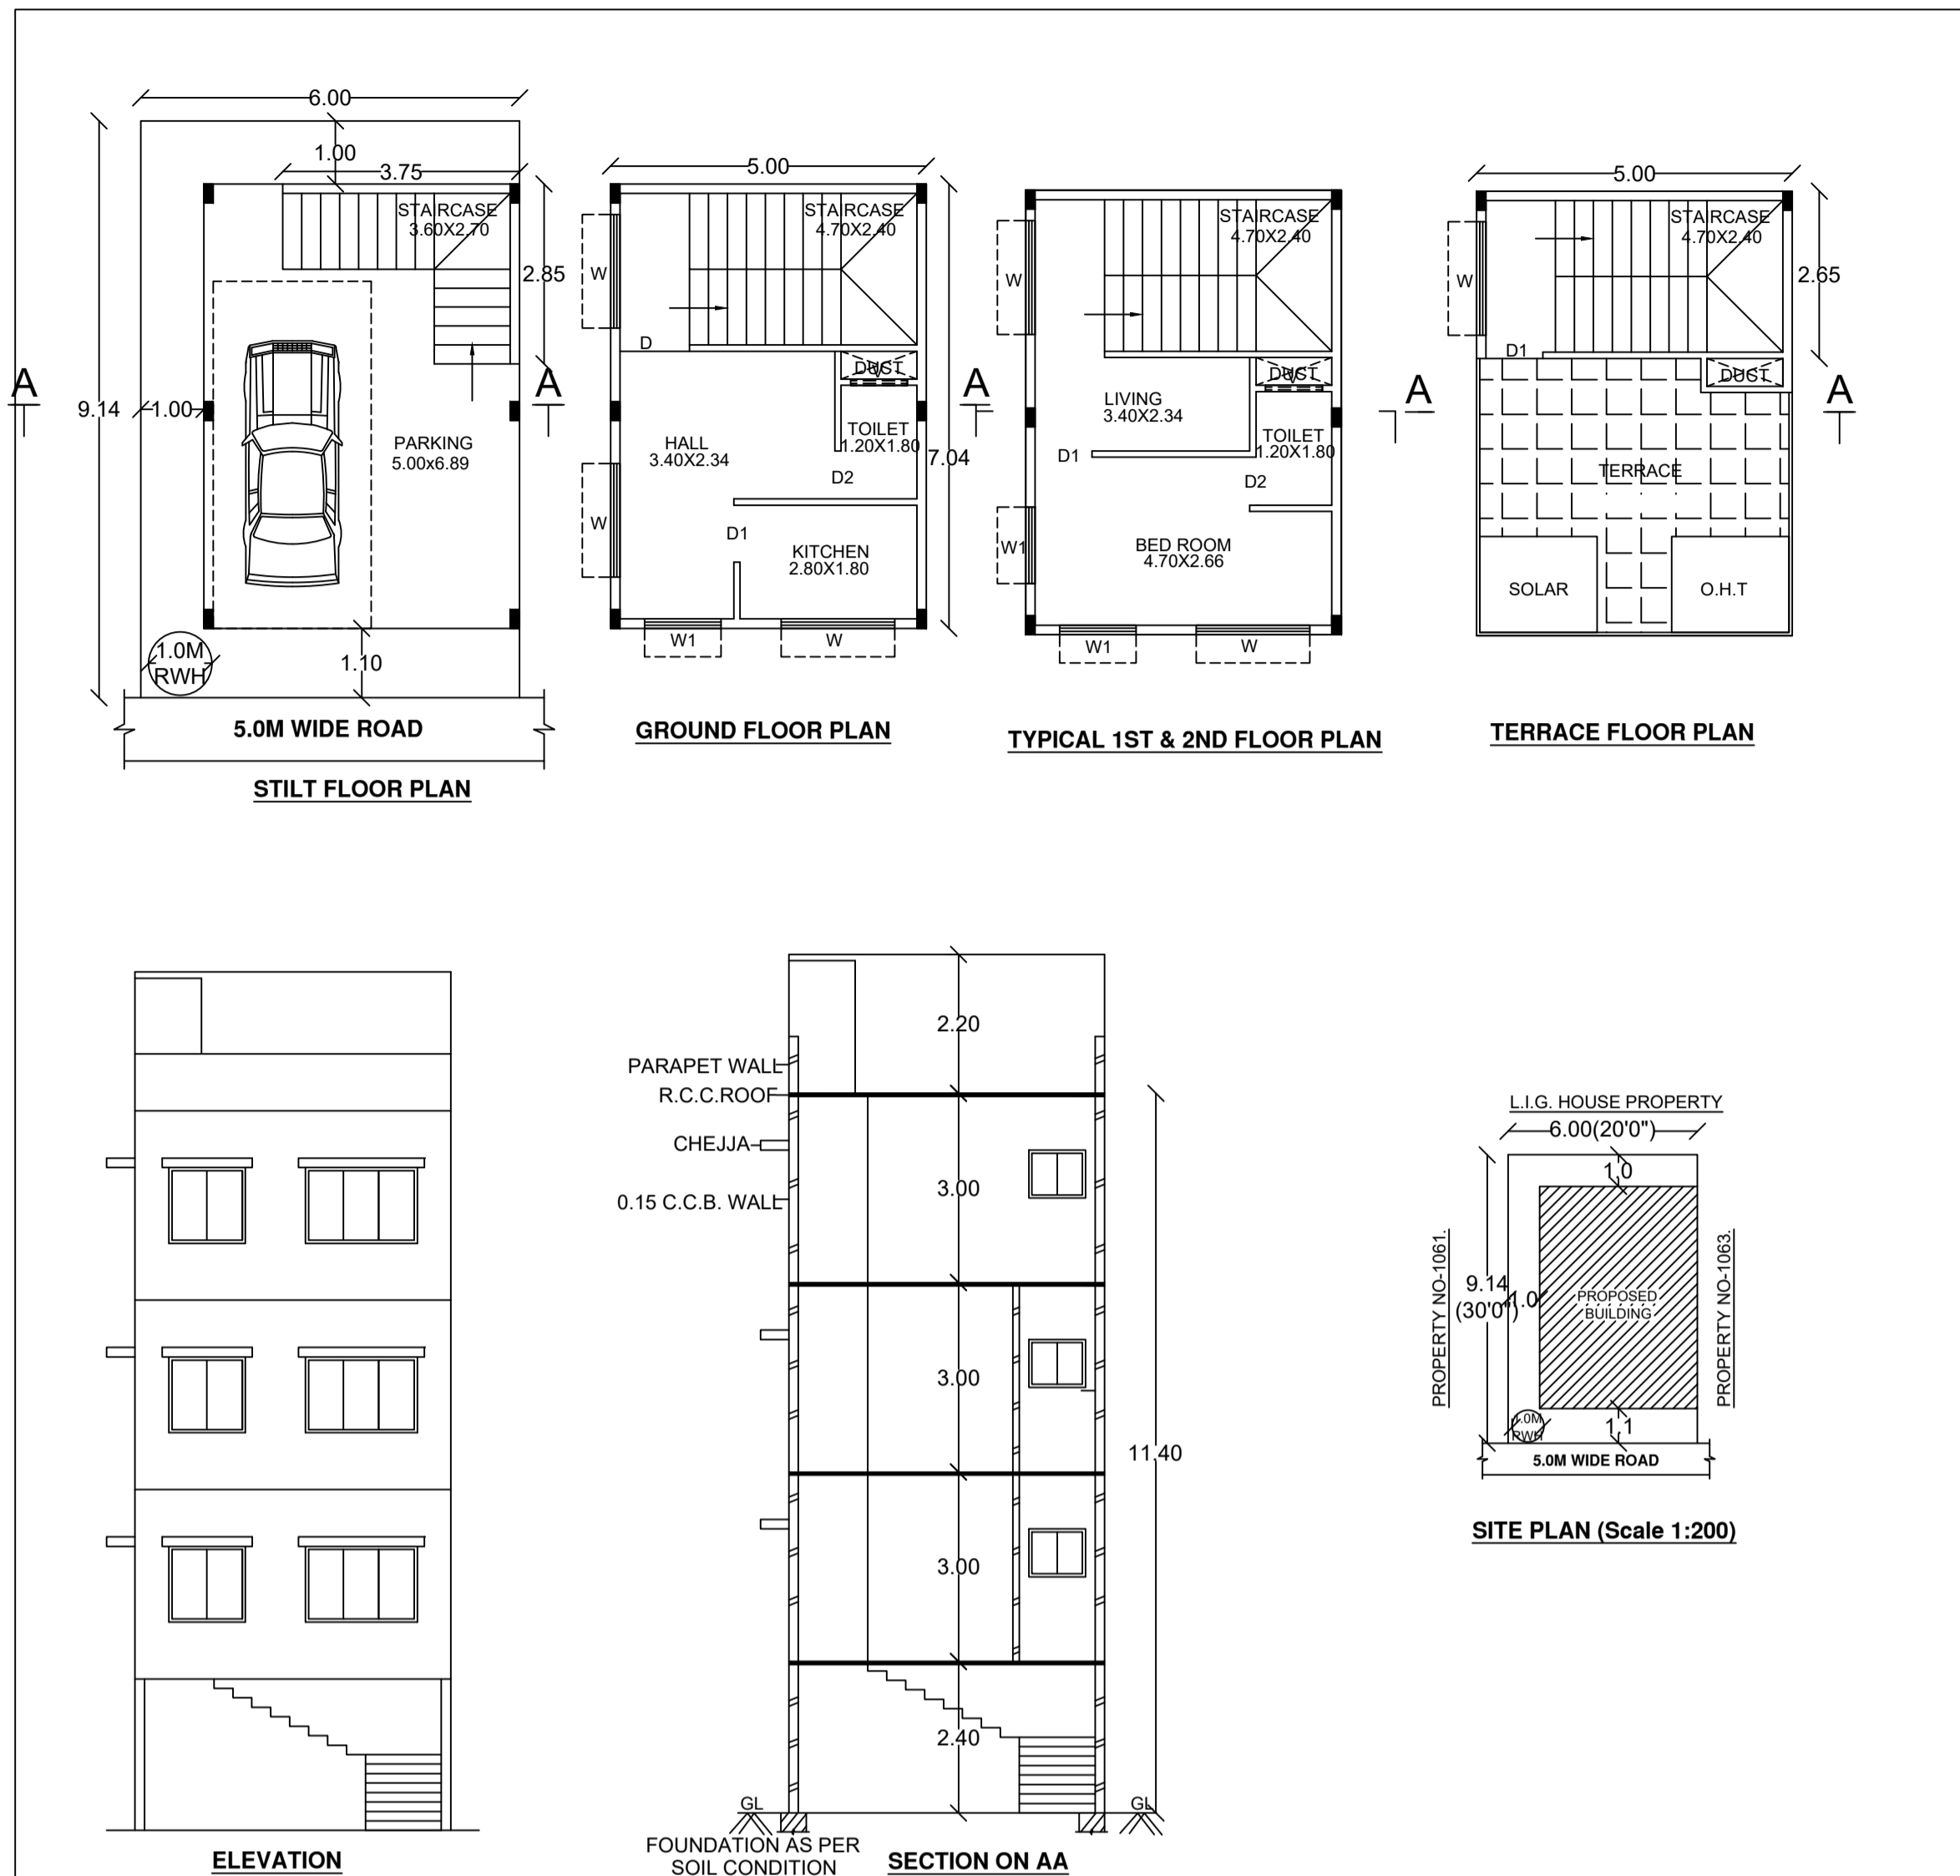 6.00
1.00
3.75
STAIRCASE
3.60X2.70
2.85
A
A
9.14
1.00
PARKING
5.00x6.89
1.0M
RWH
1.10
5.0M WIDE ROAD
STILT FLOOR PLAN
5.00
STAIRCASE
4.70X2.40
W
D
DUST
V
TOILET
1.20X1.80
HALL
3.40X2.34
7.04
D2
W
D1
KITCHEN
2.80X1.80
W1
W
A
GROUND FLOOR PLAN
STAIRCASE
4.70X2.40
W
DUST
V
LIVING
3.40X2.34
TOILET
1.20X1.80
D1
D2
W1
BED ROOM
4.70X2.66
W1
W
A
TYPICAL 1ST & 2ND FLOOR PLAN
5.00
STAIRCASE
4.70X2.40
W
2.65
D1
DUST
A
TERRACE
SOLAR
O.H.T
TERRACE FLOOR PLAN
ELEVATION
2.20
PARAPET WALL
R.C.C.ROOF
CHEJJA
3.00
0.15 C.C.B. WALL
3.00
11.40
3.00
2.40
GL
GL
FOUNDATION AS PER
SOIL CONDITION
SECTION ON AA
L.I.G. HOUSE PROPERTY
6.00(20'0")
1.0
PROPERTY NO-1061.
9.14
(30'0")
1.0
PROPOSED
BUILDING
PROPERTY NO-1063.
1.0M
RWH
1.1
5.0M WIDE ROAD
SITE PLAN (Scale 1:200)